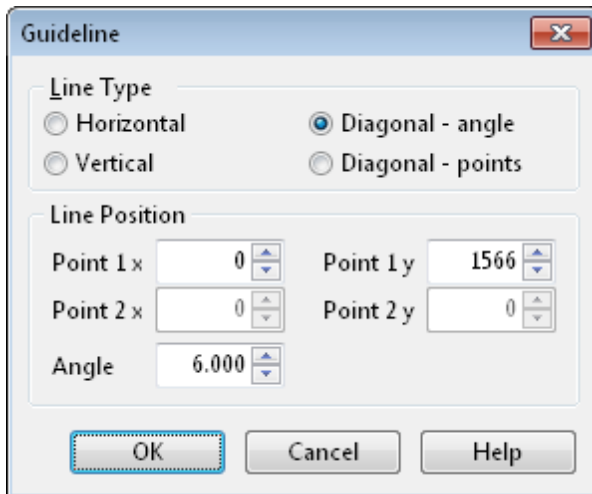 Guideline
Line Type
Horizontal
Diagonal - angle
Vertical
Diagonal - points
Line Position
Point 1 x 0 Point 1 y 1566
Point 2 x 0 Point 2 y 0
Angle 6.000
OK Cancel Help